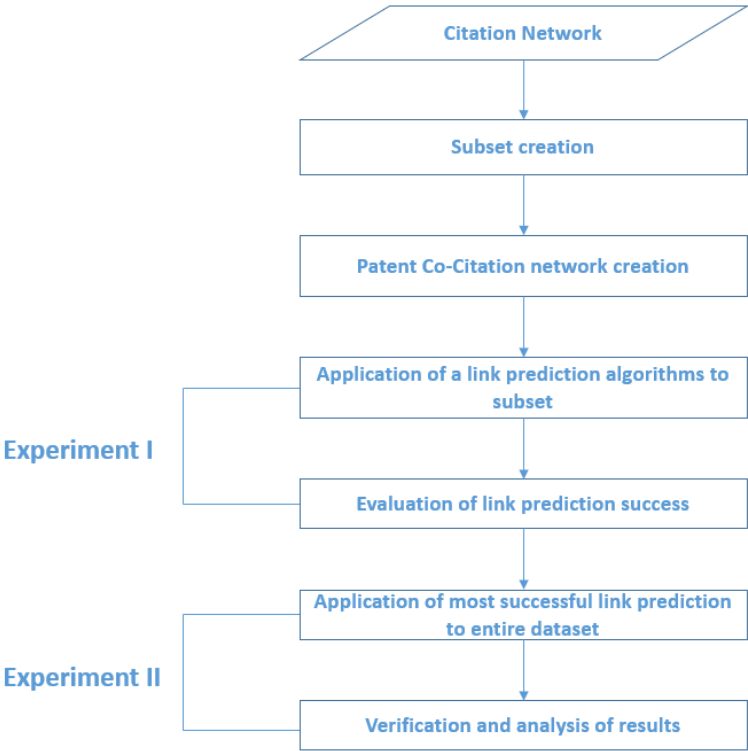 Citation Network
Subset creation
Patent Co-Citation network creation
Application of a link prediction algorithms to
subset
Experiment I
Evaluation of link prediction success
Application of most successful link prediction
to entire dataset
Experiment II
Verification and analysis of results